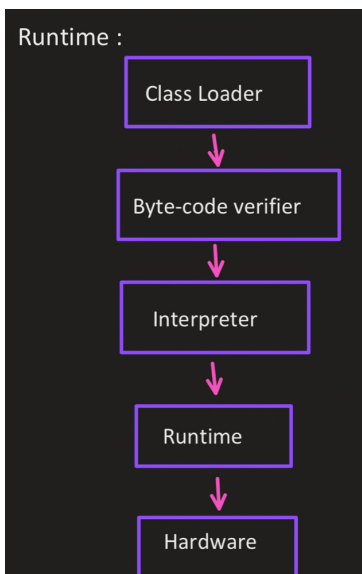 Runtime :
Class Loader
Byte-code verifier
Interpreter
Runtime
Hardware